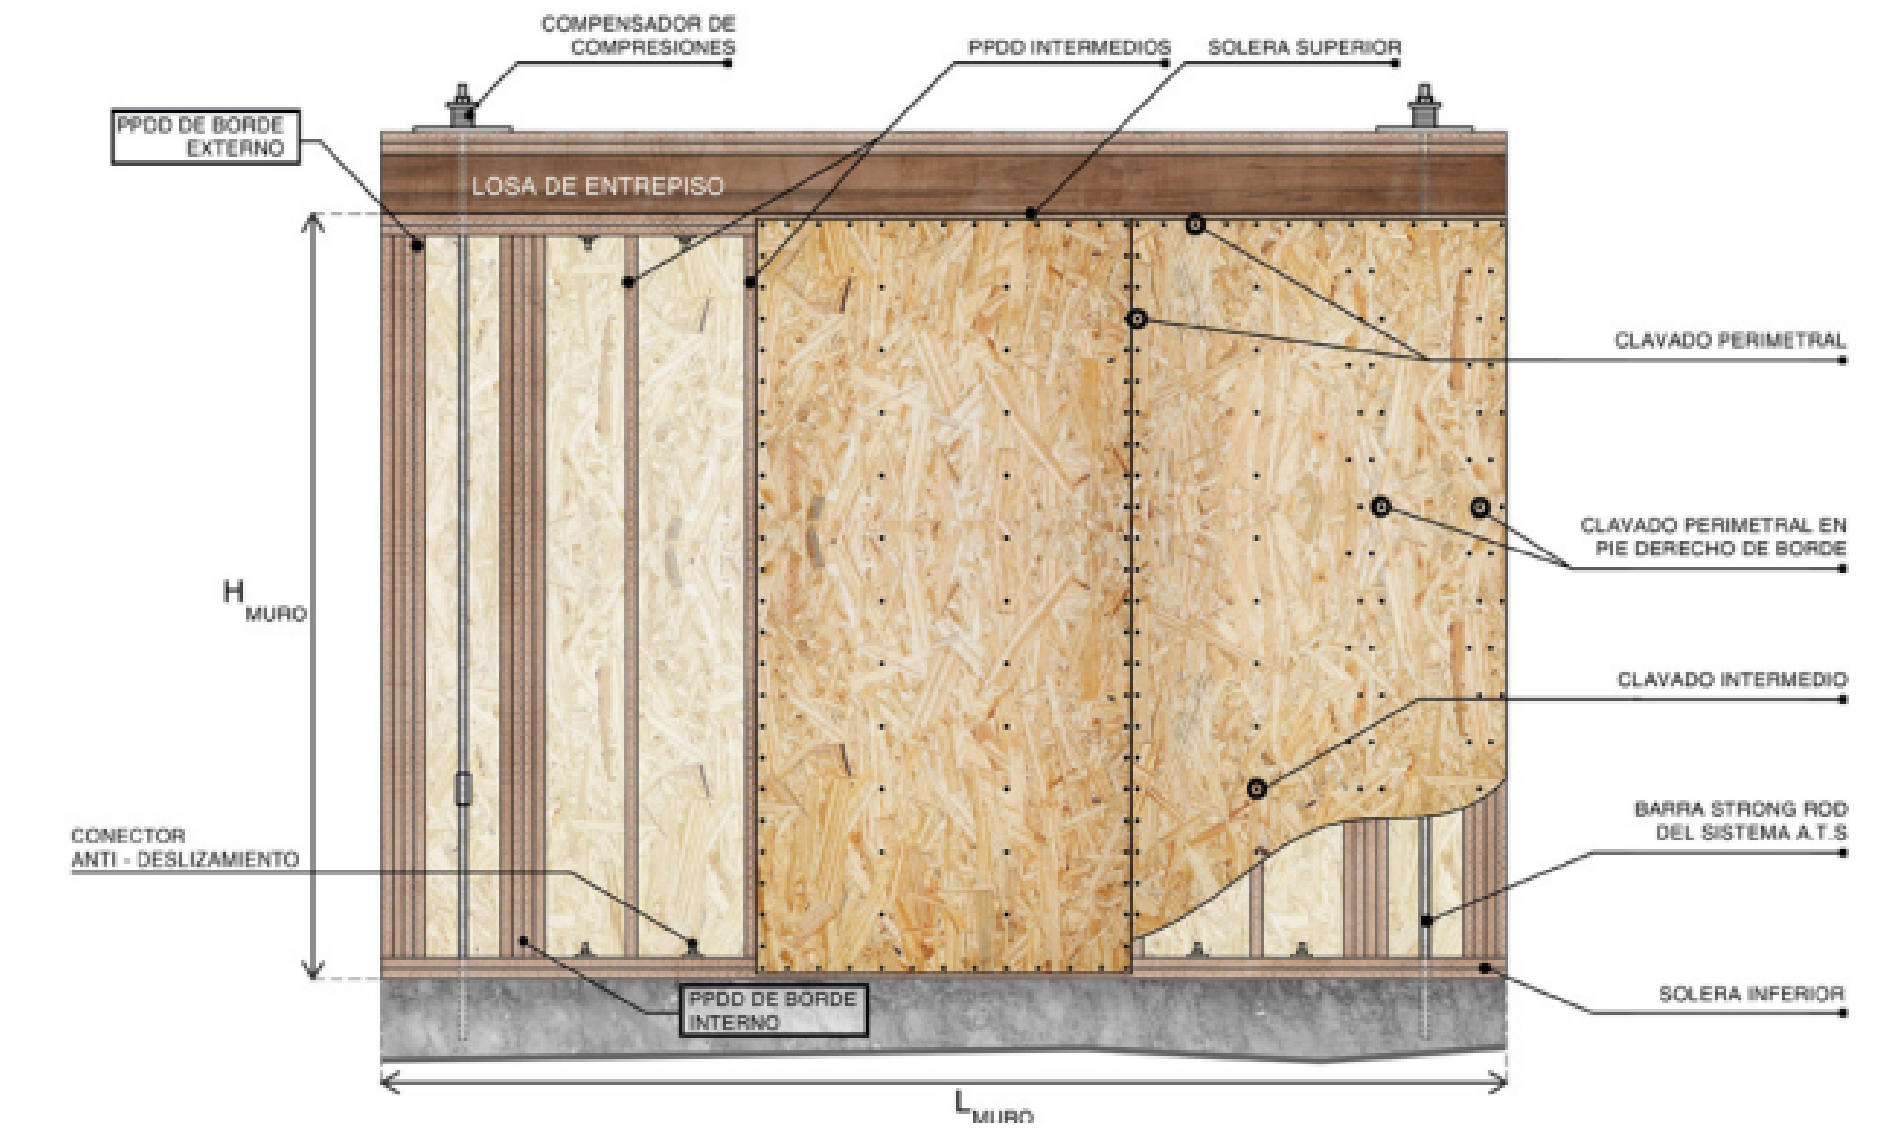 COMPENSADOR DE
COMPRESIONES
PPDD INTERMEDIOS
SOLERA SUPERIOR
PPDD DE BORDE
EXTERNO
LOSA DE ENTREPISO
CLAVADO PERIMETRAL
CLAVADO PERIMETRAL EN
PIE DERECHO DE BORDE
H MURO
CLAVADO INTERMEDIO
BARRA STRONG ROD
DEL SISTEMA A.T.S
CONECTOR
ANTI - DESLIZAMIENTO
PPDD DE BORDE
INTERNO
SOLERA INFERIOR
L MURO